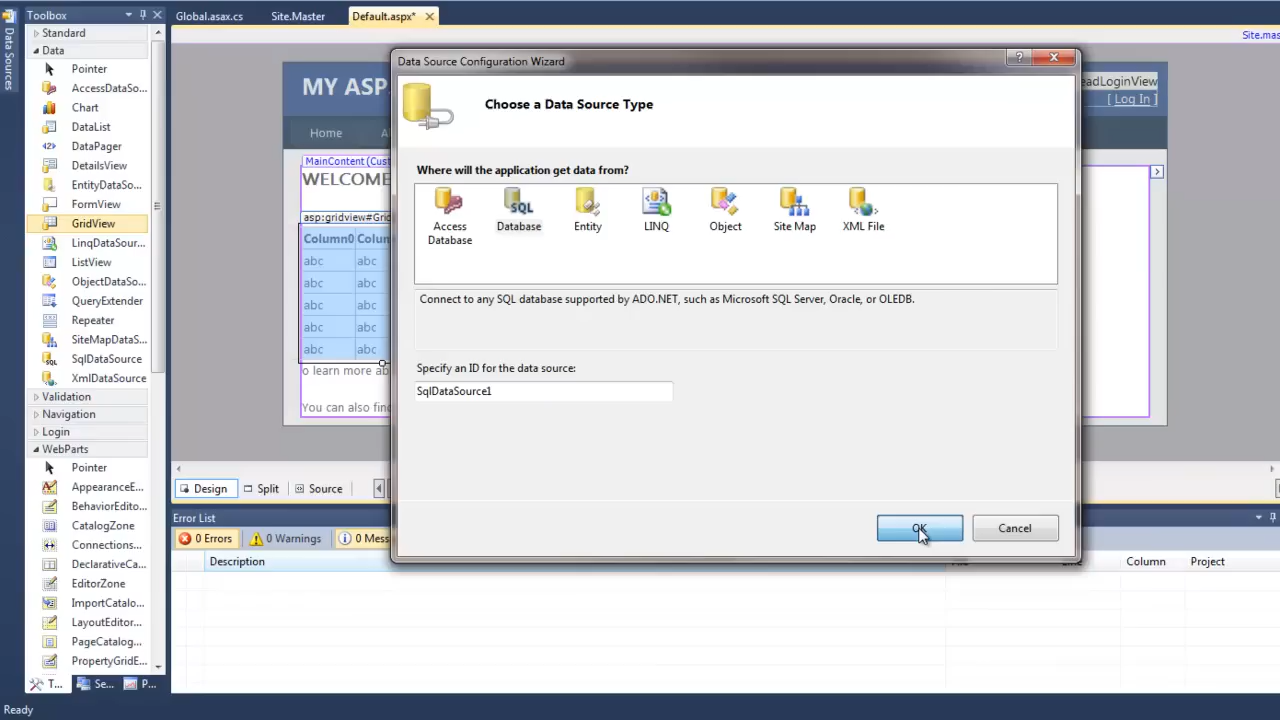 Data Sources
Toolbox
Standard
Data
Pointer
AccessDataSo...
Chart
DataList
DataPager
DetailsView
EntityDataSo...
FormView
GridView
LinqDataSour...
ListView
ObjectDataSo...
QueryExtender
Repeater
SiteMapDataS...
SqlDataSource
XmlDataSource
Validation
Navigation
Login
WebParts
Pointer
AppearanceE...
BehaviorEdito...
CatalogZone
Connections...
DeclarativeCa...
EditorZone
ImportCatalo...
LayoutEditor...
PageCatalog...
PropertyGridE...
T...
Se...
P...
Global.asax.cs
Site.Master
Default.aspx*
Site.mas
MY ASP.
eadLoginView
[ Log In ]
Home
MainContent (Cus
WELCOME
asp:gridview#Gri
Column0 Colum
abc abc
abc abc
abc abc
abc abc
abc abc
o learn more ab
You can also find
Data Source Configuration Wizard
Choose a Data Source Type
Where will the application get data from?
Access Database
SQL
Database
Entity
LINQ
Object
Site Map
XML File
Connect to any SQL database supported by ADO.NET, such as Microsoft SQL Server, Oracle, or OLEDB.
Specify an ID for the data source:
SqlDataSource1
OK
Cancel
Design
Split
Source
Error List
0 Errors
0 Warnings
0 Mess
Description
Column
Project
Ready